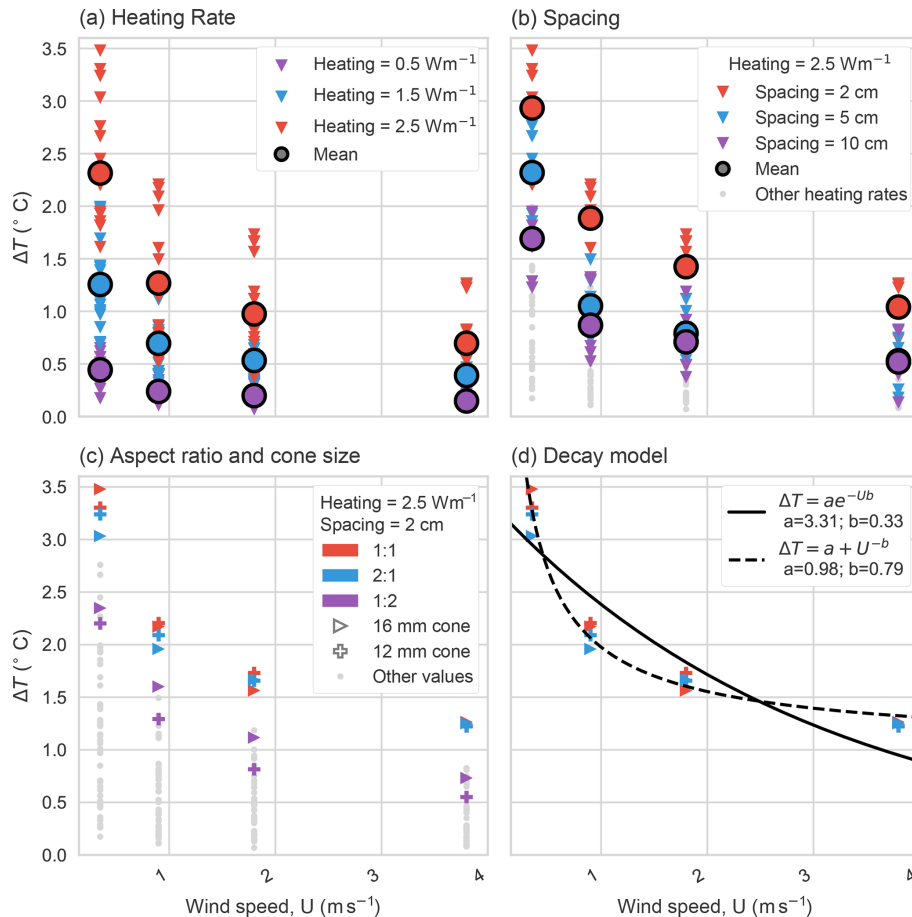 (a) Heating Rate
3.5
3.0
2.5
2.0
1.5
1.0
0.5
0.0
ΔT (° C)
Heating = 0.5 Wm⁻¹
Heating = 1.5 Wm⁻¹
Heating = 2.5 Wm⁻¹
Mean
(b) Spacing
Heating = 2.5 Wm⁻¹
Spacing = 2 cm
Spacing = 5 cm
Spacing = 10 cm
Mean
Other heating rates
(c) Aspect ratio and cone size
3.5
3.0
2.5
2.0
1.5
1.0
0.5
0.0
ΔT (° C)
Heating = 2.5 Wm⁻¹
Spacing = 2 cm
1:1
2:1
1:2
16 mm cone
12 mm cone
Other values
1
2
3
4
Wind speed, U (m s⁻¹)
(d) Decay model
ΔT = ae⁻ᵁᵇ
a=3.31; b=0.33
ΔT = a + U⁻ᵇ
a=0.98; b=0.79
1
2
3
4
Wind speed, U (m s⁻¹)